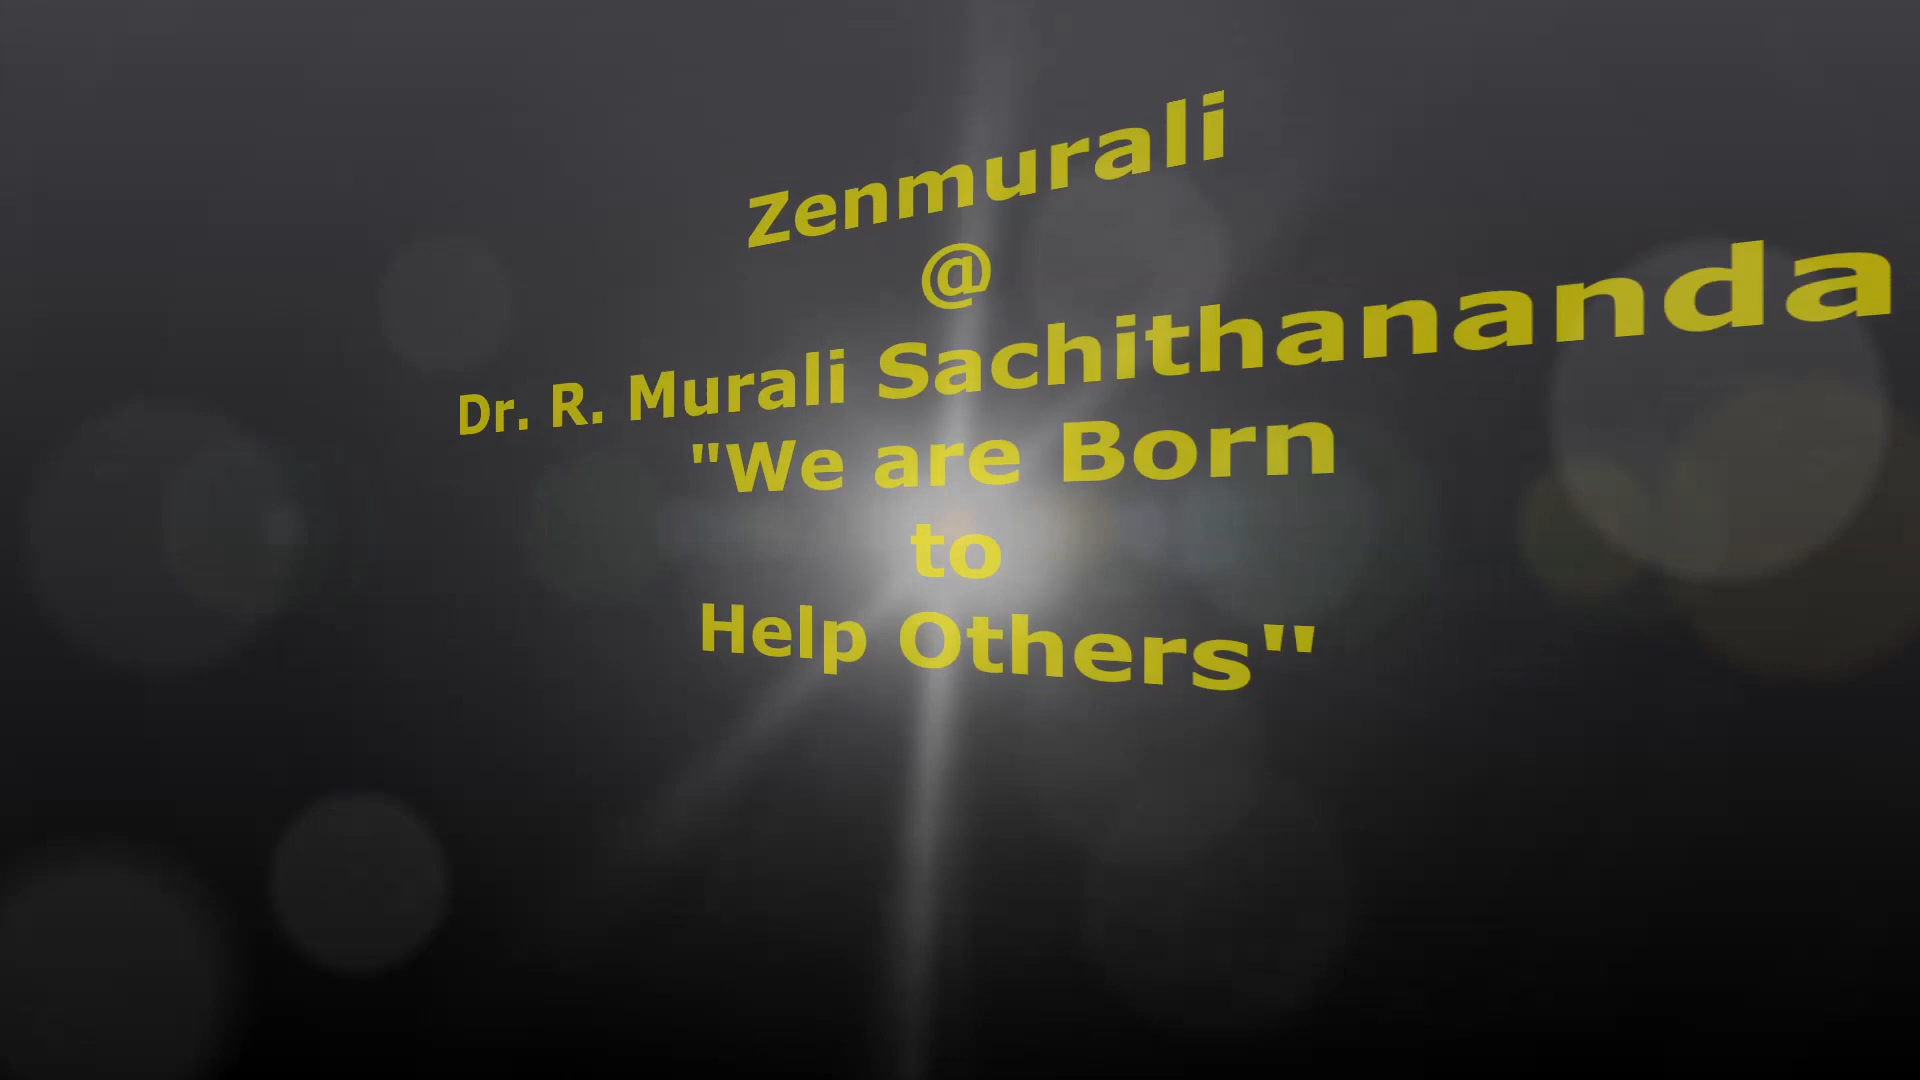 Zenmurali
@
Dr. R. Murali Sachithananda
"We are Born
to
Help Others"